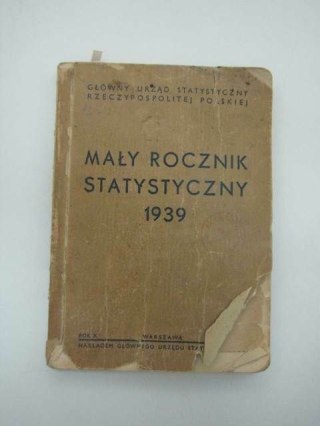 GŁÓWNY URZĄD STATYSTYCZNY
RZECZYPOSPOLITEJ POLSKIEJ
MAŁY ROCZNIK
STATYSTYCZNY
1939
ROK X WARSZAWA
NAKŁADEM GŁÓWNEGO URZĘDU